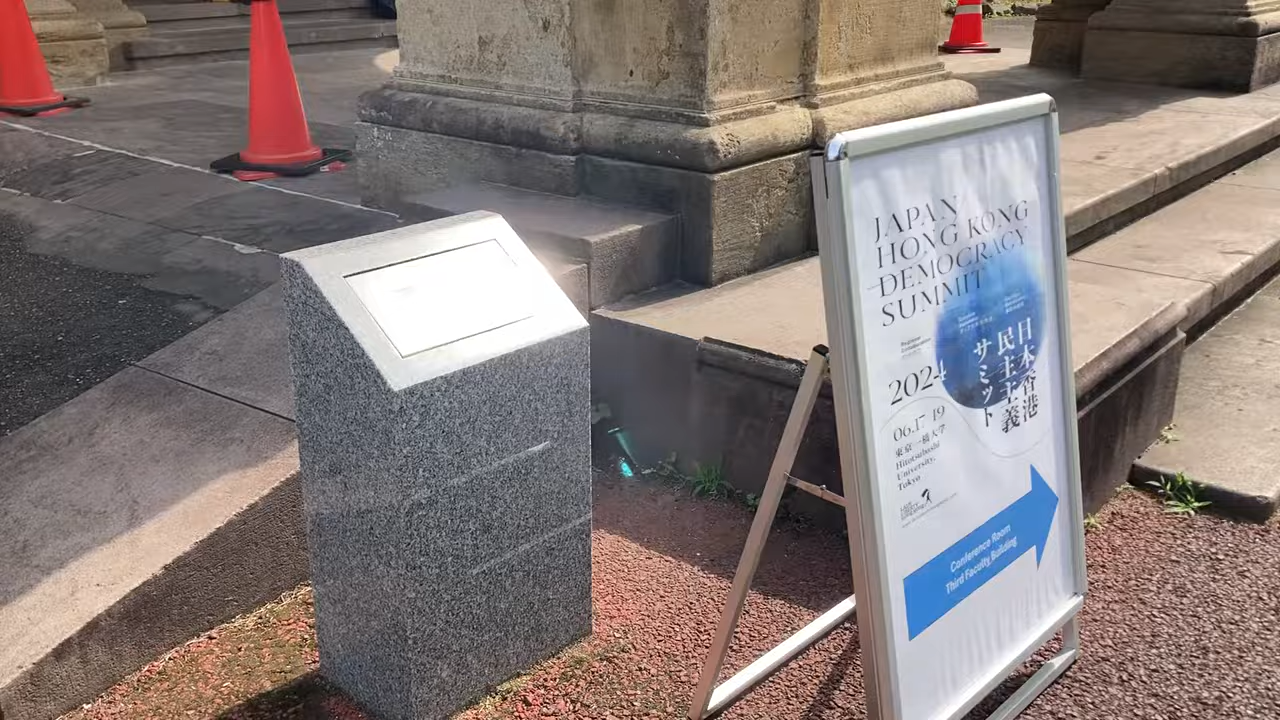 JAPAN
HONG KONG
DEMOCRACY
SUMMIT
日本香港
民主主義
サミット
2024
06.17 19
東京一橋大学
Hitotsubashi
University,
Tokyo
Conference Room
Third Faculty Building